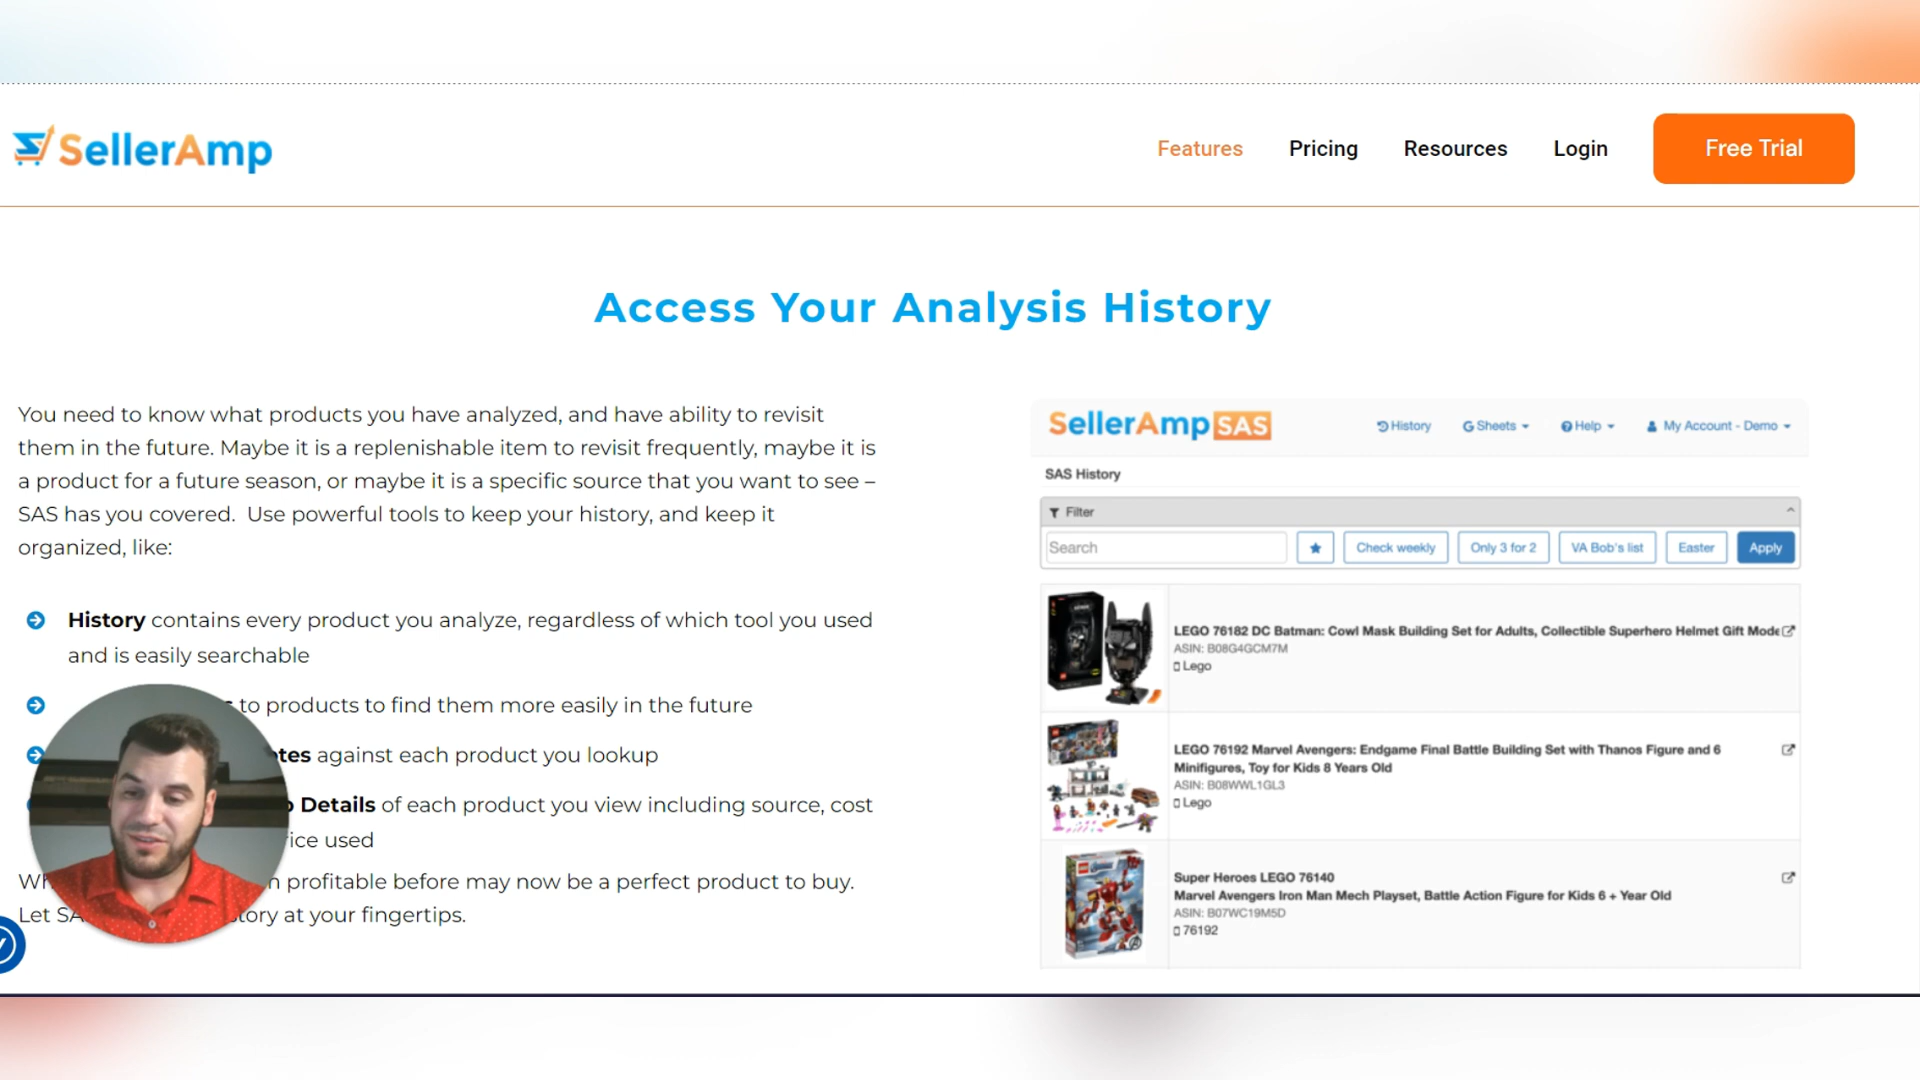 SellerAmp
Features Pricing Resources Login Free Trial
Access Your Analysis History
You need to know what products you have analyzed, and have ability to revisit
them in the future. Maybe it is a replenishable item to revisit frequently, maybe it is
a product for a future season, or maybe it is a specific source that you want to see –
SAS has you covered. Use powerful tools to keep your history, and keep it
organized, like:
History contains every product you analyze, regardless of which tool you used
and is easily searchable
to products to find them more easily in the future
against each product you lookup
Details of each product you view including source, cost
used
profitable before may now be a perfect product to buy.
Let at your fingertips.
SellerAmp SAS
History Sheets Help My Account - Demo
SAS History
Filter
Search Check weekly Only 3 for 2 VA Bob's list Easter Apply
LEGO 76182 DC Batman: Cowl Mask Building Set for Adults, Collectible Superhero Helmet Gift Mode
ASIN: B08G4GCM7M
Lego
LEGO 76192 Marvel Avengers: Endgame Final Battle Building Set with Thanos Figure and 6
Minifigures, Toy for Kids 8 Years Old
ASIN: B08WWL1GL3
Lego
Super Heroes LEGO 76140
Marvel Avengers Iron Man Mech Playset, Battle Action Figure for Kids 6 + Year Old
ASIN: B07WC19M5D
76192